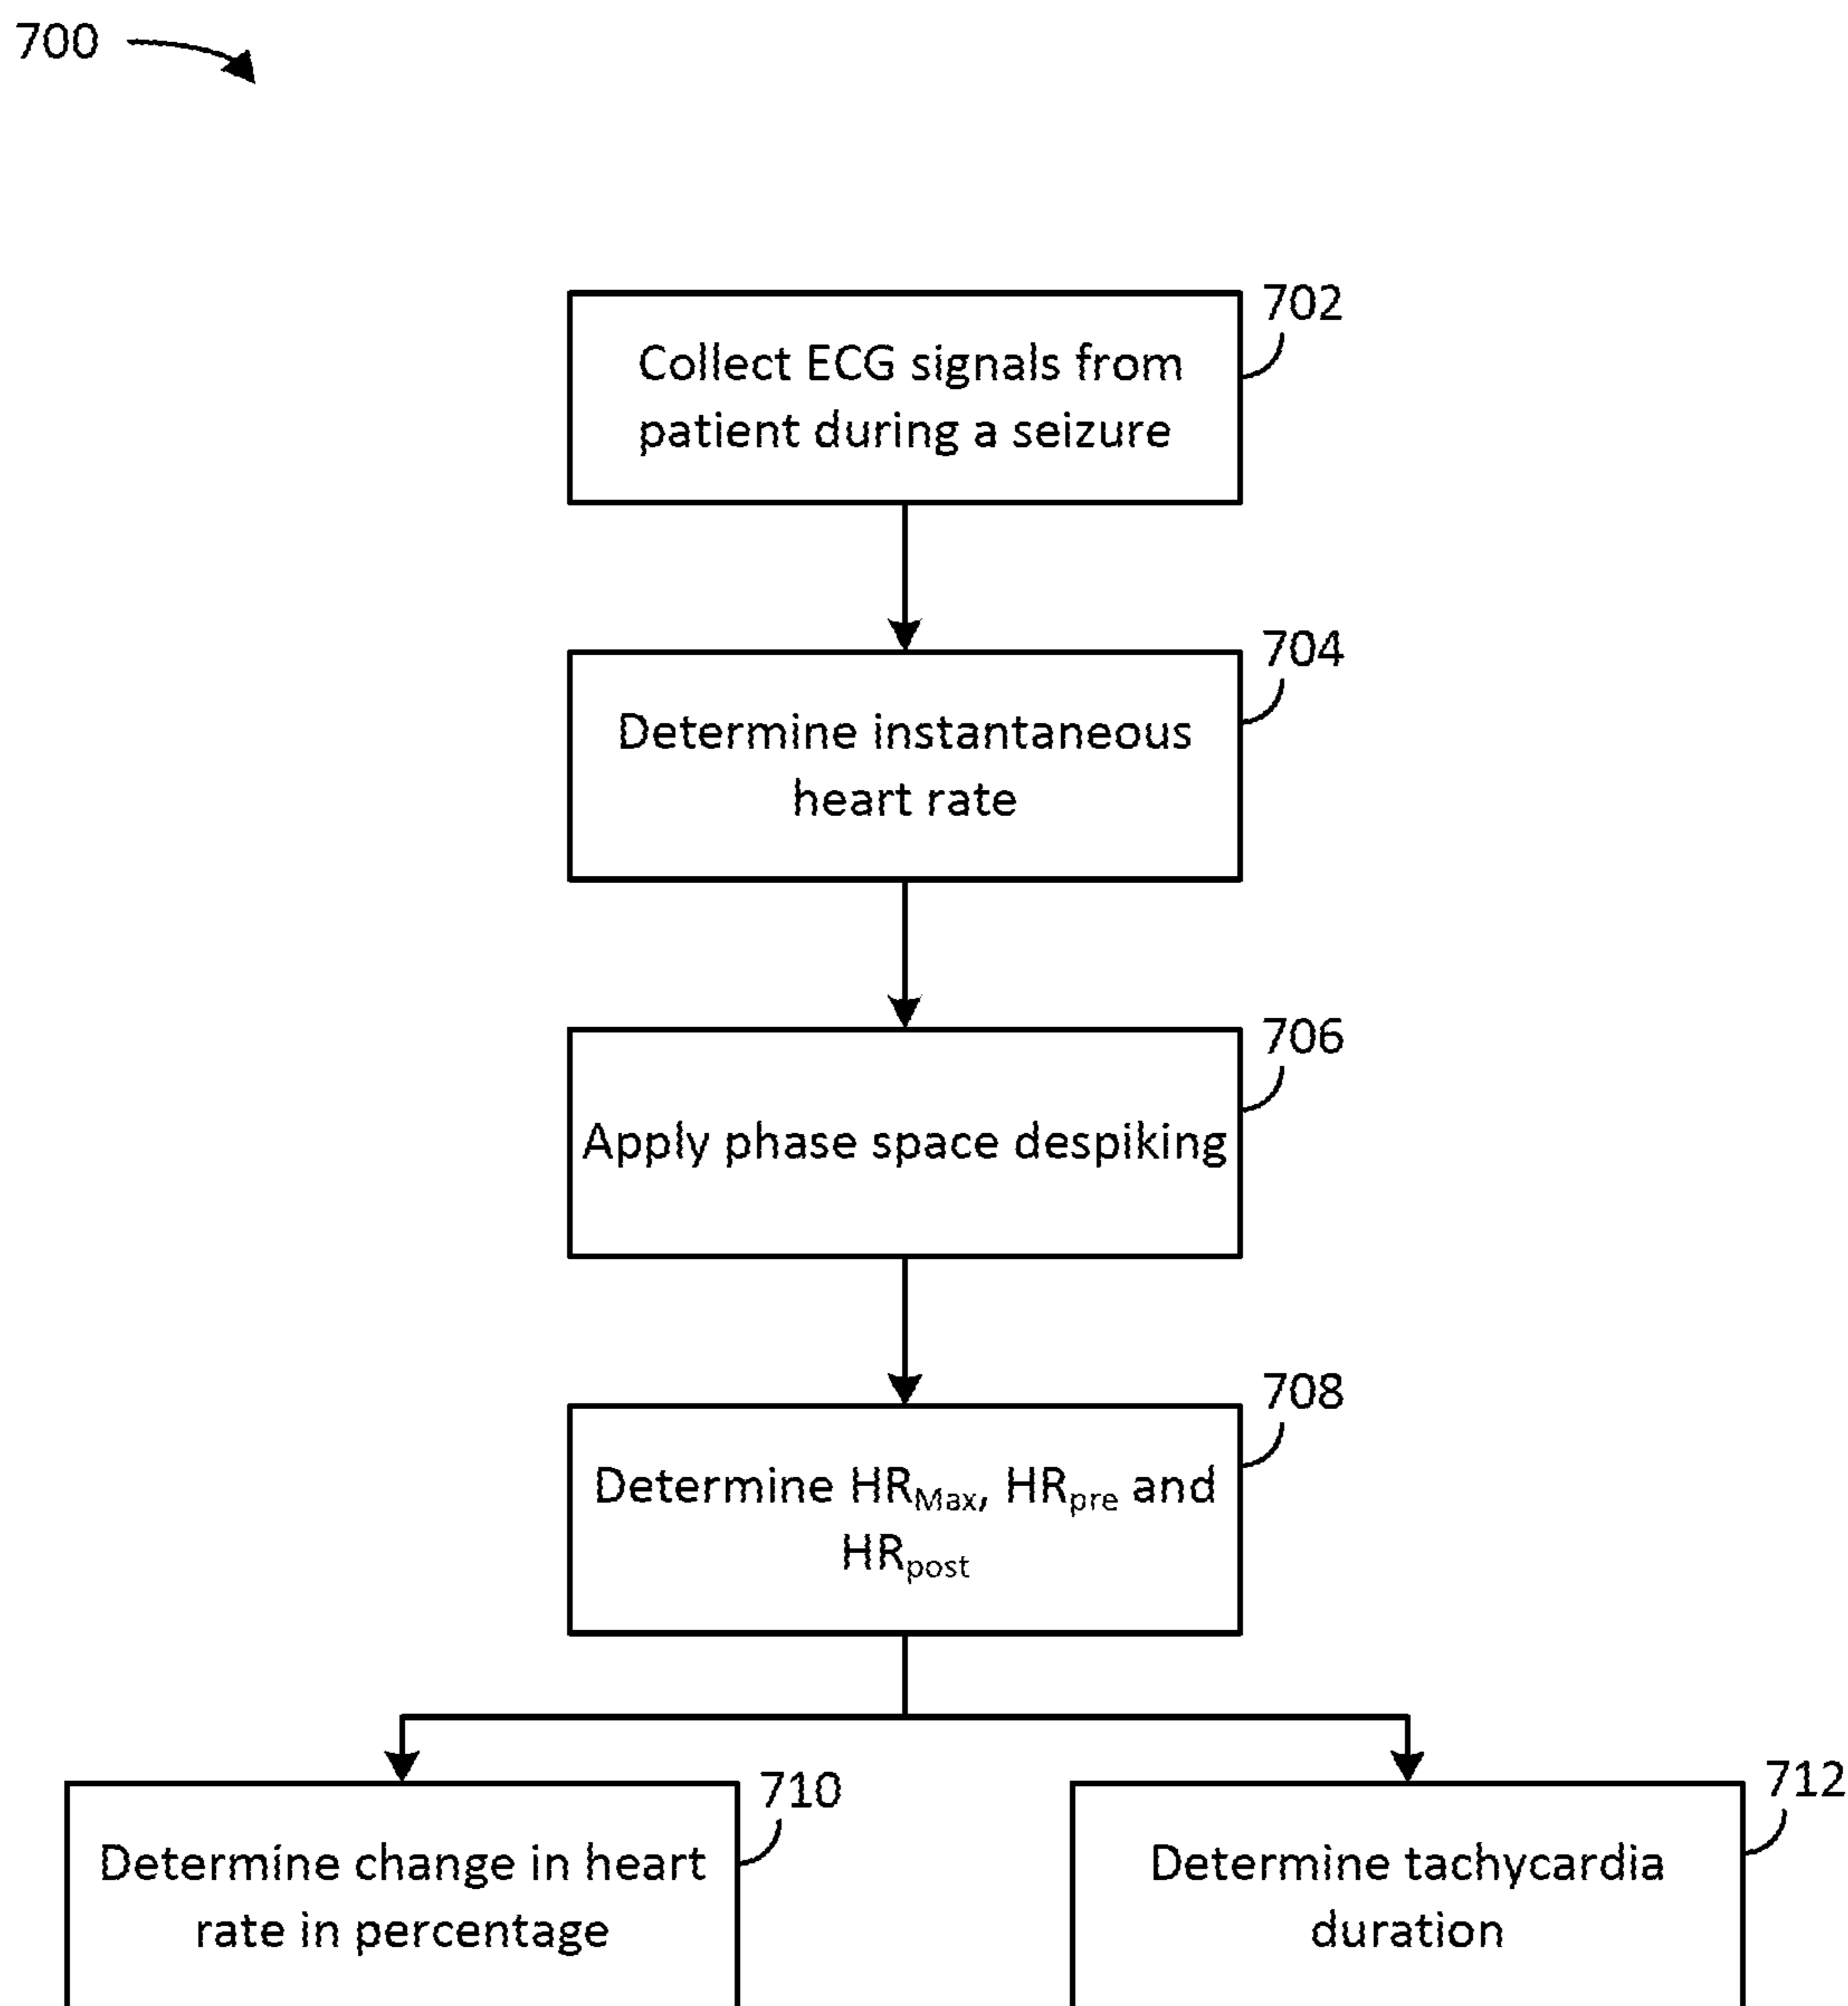 700
702
Collect ECG signals from
patient during a seizure
704
Determine instantaneous
heart rate
706
Apply phase space despiking
708
Determine HRMax, HRpre and
HRpost
710
Determine change in heart
rate in percentage
712
Determine tachycardia
duration